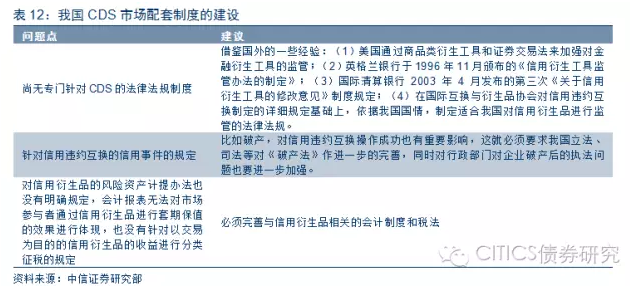 表 12：我国 CDS 市场配套制度的建设
问题点
建议
尚无专门针对 CDS 的法律法规制度
借鉴国外的一些经验：（1）美国通过商品类衍生工具和证券交易法来加强对金
融衍生工具的监管；（2）英格兰银行于 1996 年 11 月颁布的《信用衍生工具监
管办法的制定》；（3）国际清算银行 2003 年 4 月发布的第三次《关于信用
衍生工具的修改意见》制度规定；（4）在国际互换与衍生品协会对信用违约互
换制定的详细规定基础上，依据我国国情，制定适合我国对信用衍生品进行监
管的法律法规。
针对信用违约互换的信用事件的规定
比如破产，对信用违约互换操作成功也有重要影响，这就必须要求我国立法、
司法等对《破产法》作进一步的完善，同时对行政部门对企业破产后的执法问
题也要进一步加强。
对信用衍生品的风险资产计提办法也
没有明确规定，会计报表无法对市场
参与者通过信用衍生品进行套期保值
的效果进行体现，也没有针对以交易
为目的的信用衍生品的收益进行分类
征税的规定
必须完善与信用衍生品相关的会计制度和税法
资料来源：中信证券研究部
CITICS债券研究